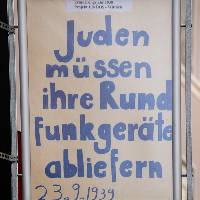 Juden
müssen
ihre Rund
funkgeräte
abliefern
23.9.1939